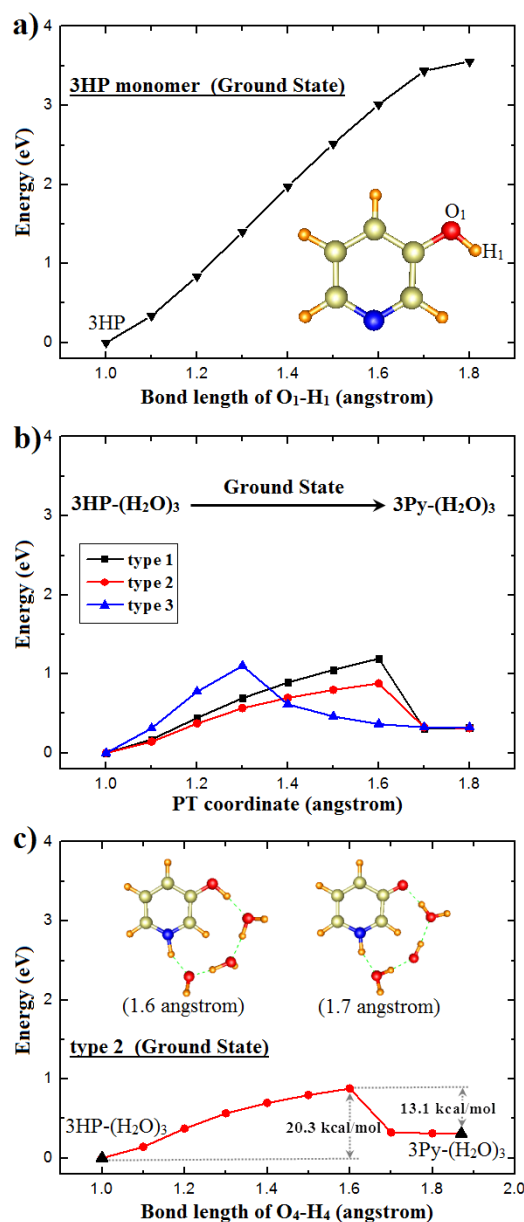 a)
4
3HP monomer (Ground State)
3
Energy (eV)
2
O₁
H₁
1
3HP
0
1.0 1.2 1.4 1.6 1.8
Bond length of O₁-H₁ (angstrom)
b)
4
Ground State
3HP-(H₂O)₃ 3Py-(H₂O)₃
3
type 1
type 2
type 3
Energy (eV)
2
1
0
1.0 1.2 1.4 1.6 1.8
PT coordinate (angstrom)
c)
4
3
Energy (eV)
(1.6 angstrom) (1.7 angstrom)
2
type 2 (Ground State)
1
13.1 kcal/mol
3HP-(H₂O)₃
20.3 kcal/mol
3Py-(H₂O)₃
0
1.0 1.2 1.4 1.6 1.8 2.0
Bond length of O₄-H₄ (angstrom)